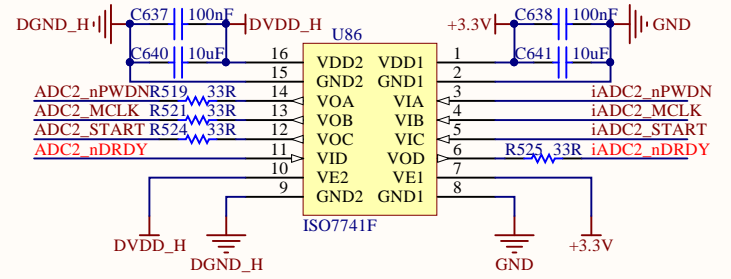 C637 100nF C638 100nF
DGND_H DVDD_H U86 +3.3V GND
C640 10uF C641 10uF
16 VDD2 VDD1 1
15 GND2 GND1 2
ADC2_nPWDN R519 33R 14 VOA VIA 3 iADC2_nPWDN
ADC2_MCLK R521 33R 13 VOB VIB 4 iADC2_MCLK
ADC2_START R524 33R 12 VOC VIC 5 iADC2_START
ADC2_nDRDY 11 VID VOD 6 R525 33R iADC2_nDRDY
10 VE2 VE1 7
9 GND2 GND1 8
ISO7741F
DVDD_H +3.3V
DGND_H GND